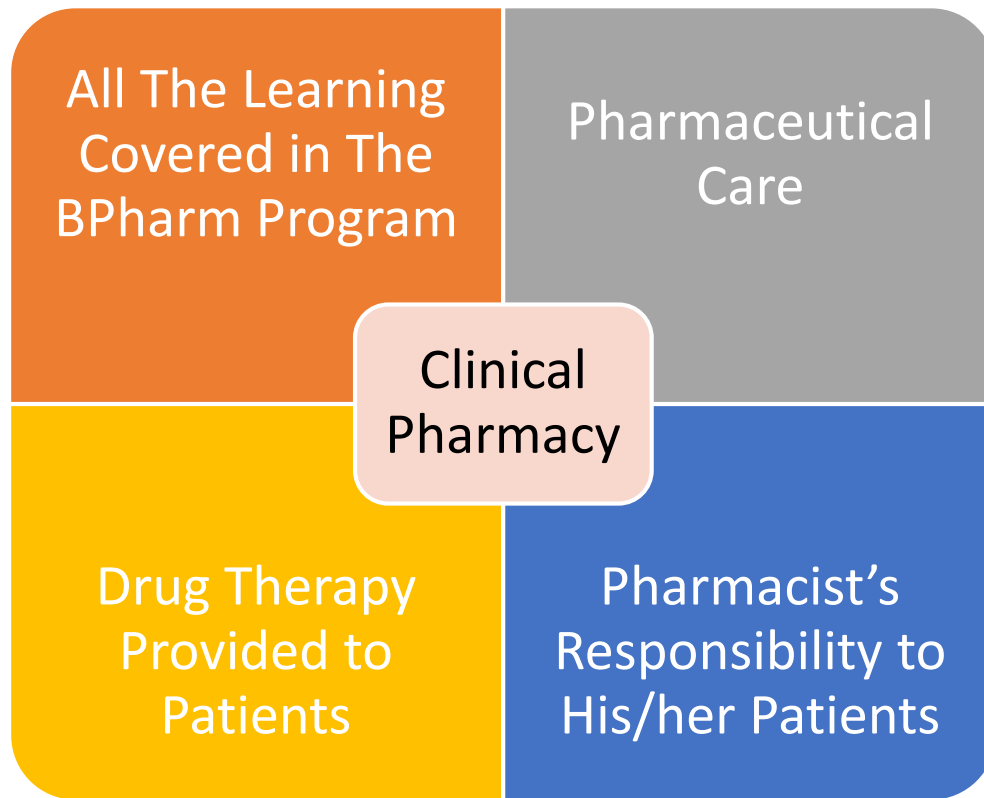 All The Learning
Covered in The
BPharm Program
Pharmaceutical
Care
Clinical
Pharmacy
Drug Therapy
Provided to
Patients
Pharmacist’s
Responsibility to
His/her Patients